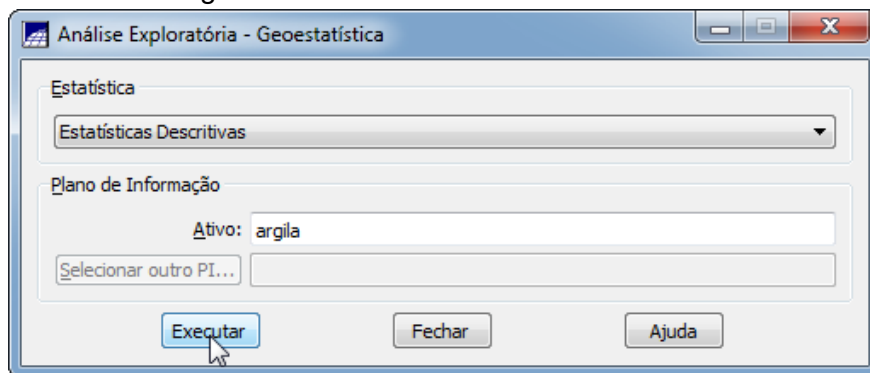 Análise Exploratória - Geoestatística
Estatística
Estatísticas Descritivas
Plano de Informação
Ativo: argila
Selecionar outro PI...
Executar Fechar Ajuda